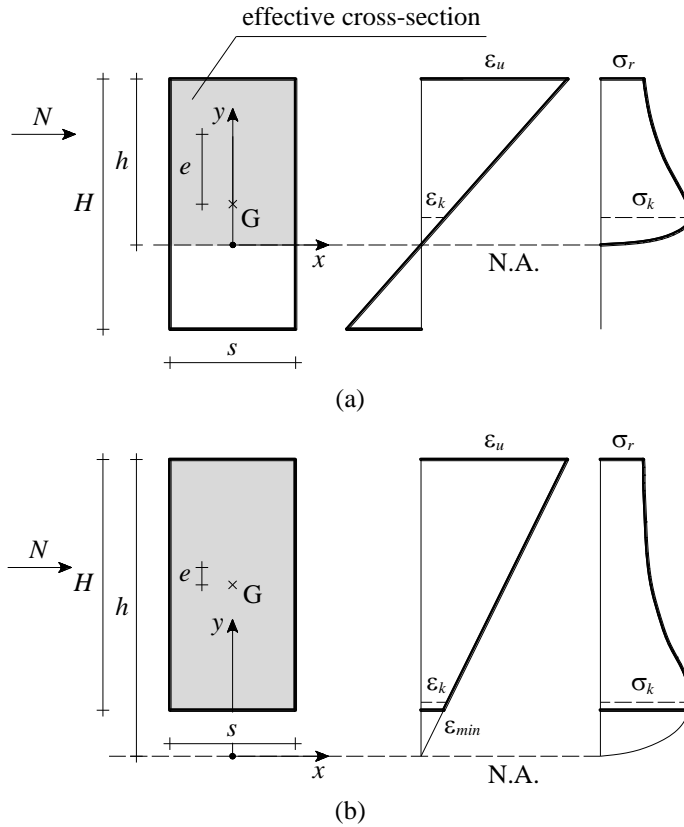 effective cross-section
ε_u
σ_r
N
y
h
e
H
ε_k
σ_k
G
x
N.A.
s
(a)
ε_u
σ_r
N
H
e
G
h
y
ε_k
σ_k
s
ε_min
x
N.A.
(b)